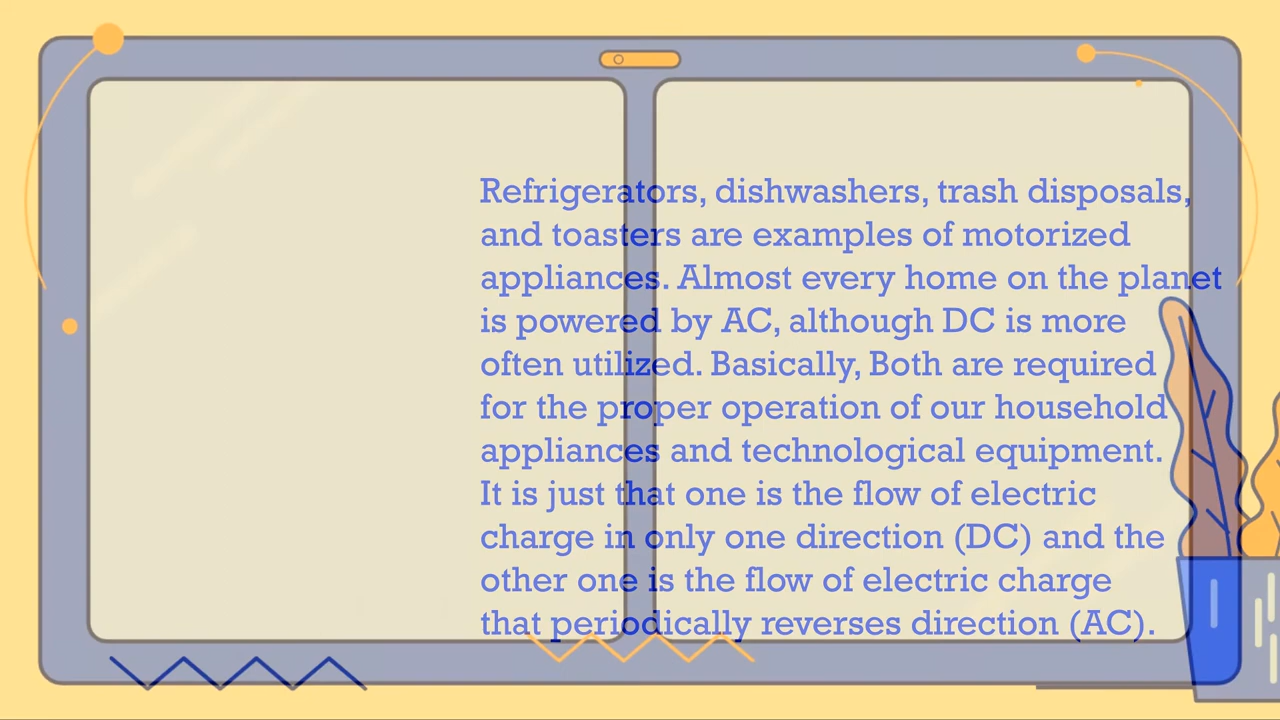 Refrigerators, dishwashers, trash disposals,
and toasters are examples of motorized
appliances. Almost every home on the planet
is powered by AC, although DC is more
often utilized. Basically, Both are required
for the proper operation of our household
appliances and technological equipment.
It is just that one is the flow of electric
charge in only one direction (DC) and the
other one is the flow of electric charge
that periodically reverses direction (AC).